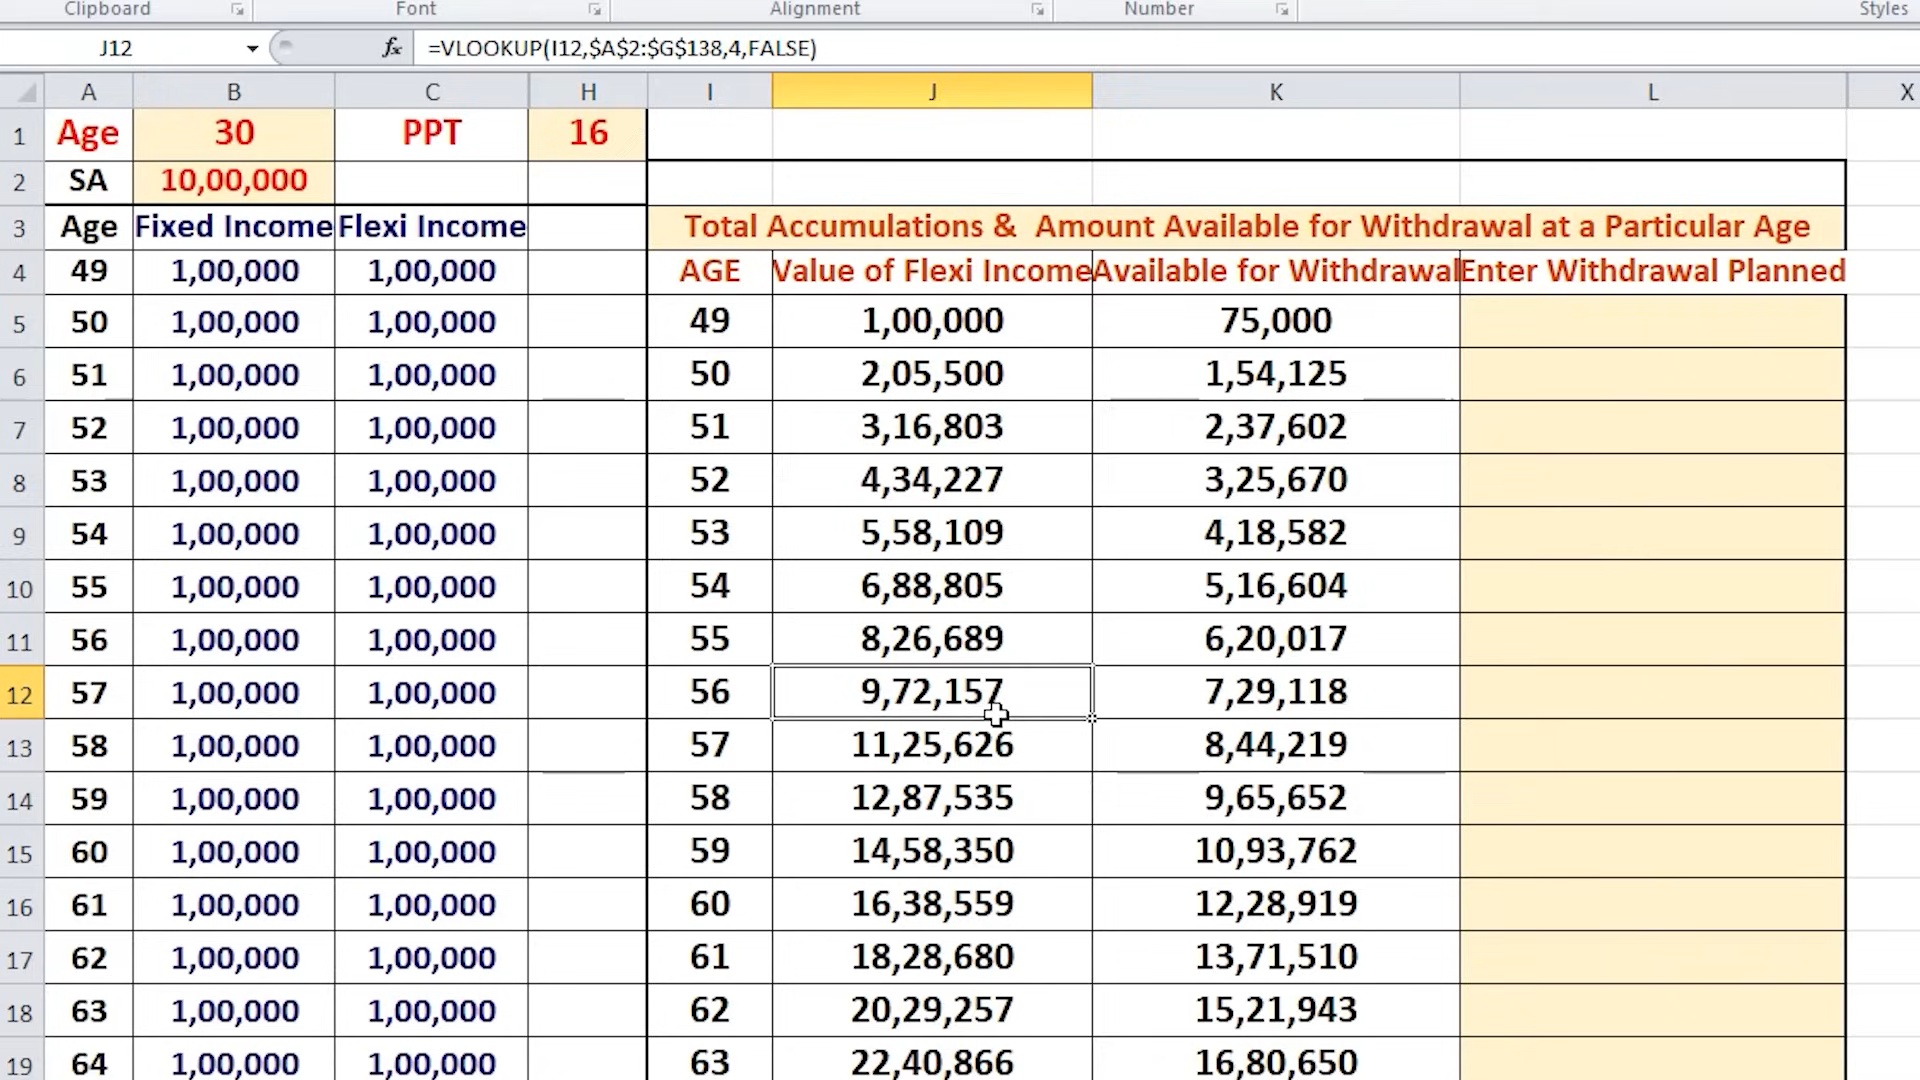 Clipboard Font Alignment Number Styles
J12 fx =VLOOKUP(I12,$A$2:$G$138,4,FALSE)
A B C H I J K L X
1 Age 30 PPT 16
2 SA 10,00,000
3 Age Fixed Income Flexi Income Total Accumulations & Amount Available for Withdrawal at a Particular Age
4 49 1,00,000 1,00,000 AGE Value of Flexi Income Available for Withdrawal Enter Withdrawal Planned
5 50 1,00,000 1,00,000 49 1,00,000 75,000
6 51 1,00,000 1,00,000 50 2,05,500 1,54,125
7 52 1,00,000 1,00,000 51 3,16,803 2,37,602
8 53 1,00,000 1,00,000 52 4,34,227 3,25,670
9 54 1,00,000 1,00,000 53 5,58,109 4,18,582
10 55 1,00,000 1,00,000 54 6,88,805 5,16,604
11 56 1,00,000 1,00,000 55 8,26,689 6,20,017
12 57 1,00,000 1,00,000 56 9,72,157 7,29,118
13 58 1,00,000 1,00,000 57 11,25,626 8,44,219
14 59 1,00,000 1,00,000 58 12,87,535 9,65,652
15 60 1,00,000 1,00,000 59 14,58,350 10,93,762
16 61 1,00,000 1,00,000 60 16,38,559 12,28,919
17 62 1,00,000 1,00,000 61 18,28,680 13,71,510
18 63 1,00,000 1,00,000 62 20,29,257 15,21,943
19 64 1,00,000 1,00,000 63 22,40,866 16,80,650